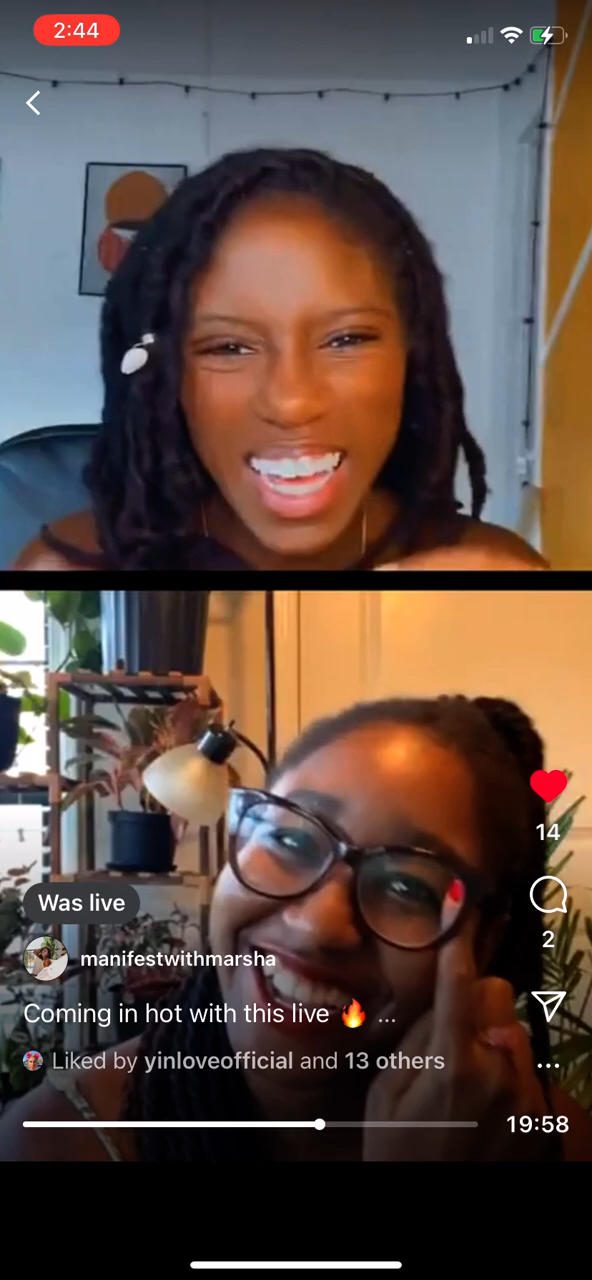 2:44
Was live
manifestwithmarsha
Coming in hot with this live 🔥 ...
Liked by yinloveofficial and 13 others
14
2
19:58